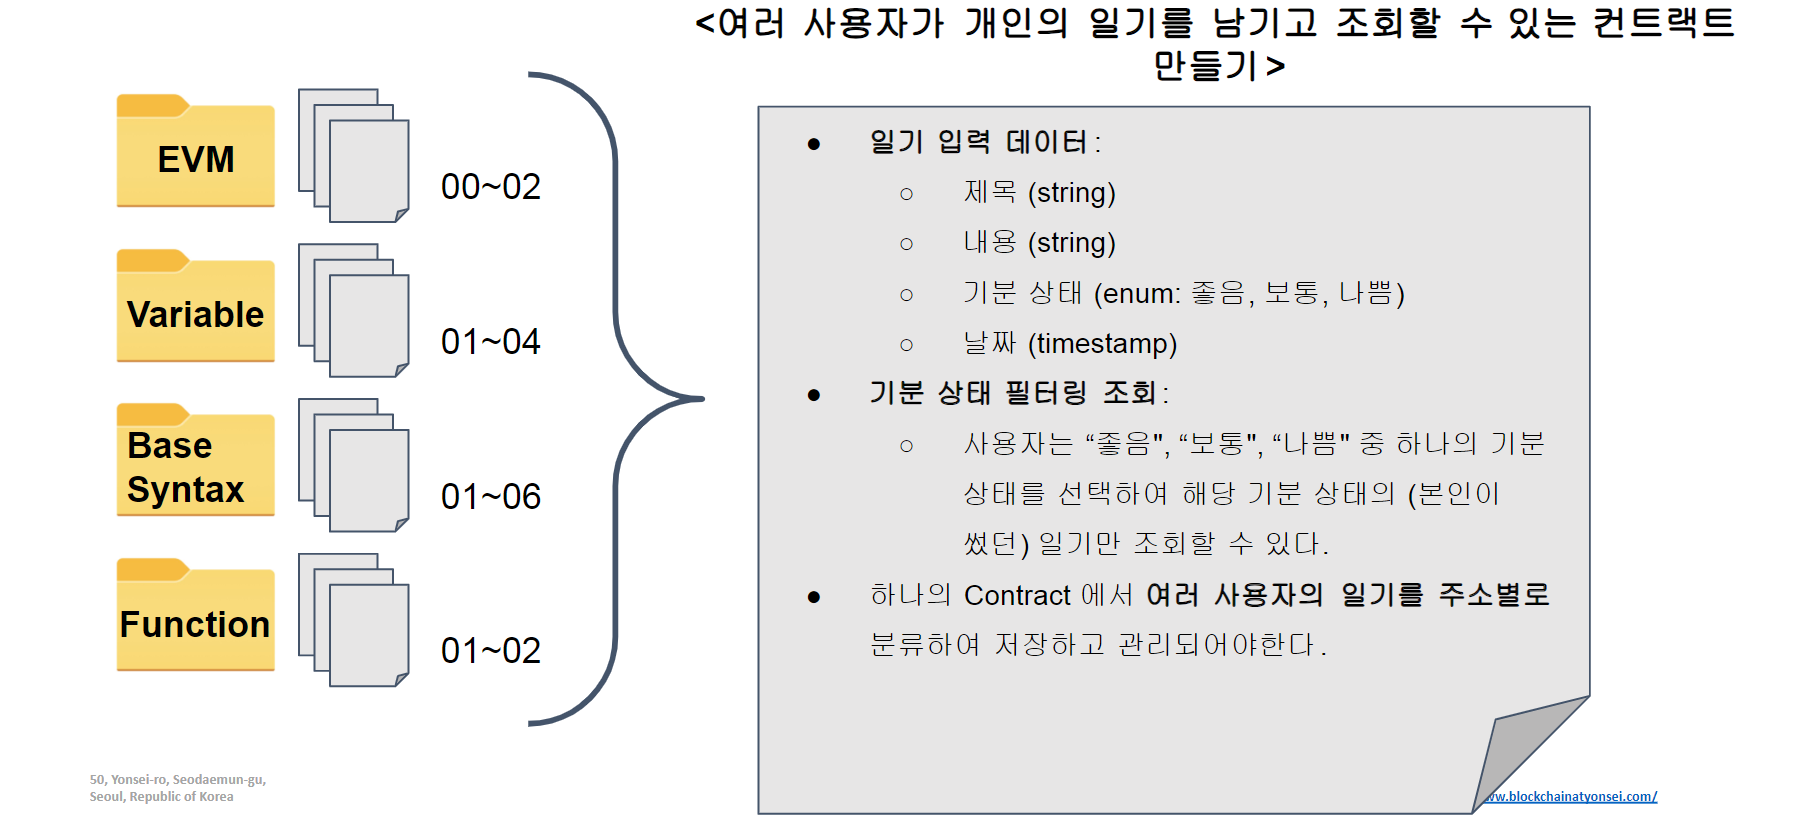 <여러 사용자가 개인의 일기를 남기고 조회할 수 있는 컨트랙트
만들기>
EVM
00~02
Variable
01~04
Base
Syntax
01~06
Function
01~02
● 일기 입력 데이터:
○ 제목 (string)
○ 내용 (string)
○ 기분 상태 (enum: 좋음, 보통, 나쁨)
○ 날짜 (timestamp)
● 기분 상태 필터링 조회:
○ 사용자는 “좋음", “보통", “나쁨" 중 하나의 기분
상태를 선택하여 해당 기분 상태의 (본인이
썼던) 일기만 조회할 수 있다.
● 하나의 Contract 에서 여러 사용자의 일기를 주소별로
분류하여 저장하고 관리되어야한다.
50, Yonsei-ro, Seodaemun-gu,
Seoul, Republic of Korea
w.blockchainatyonsei.com/